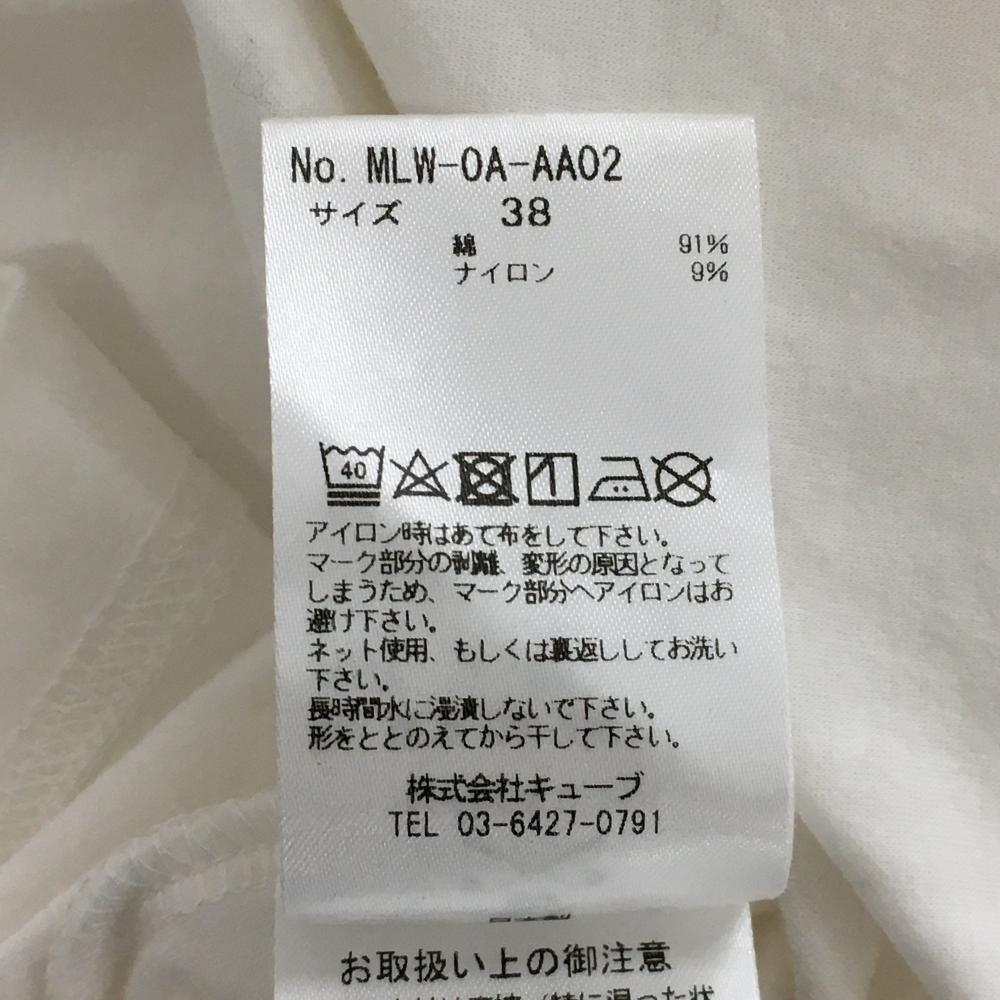 No. MLW-0A-AA02
サイズ 38
綿 91%
ナイロン 9%
40
アイロン時はあて布をして下さい。
マーク部分の剥離、変形の原因となって
しまうため、マーク部分へアイロンはお
避け下さい。
ネット使用、もしくは裏返ししてお洗い
下さい。
長時間水に浸漬しないで下さい。
形をととのえてから干して下さい。
株式会社キューブ
TEL 03-6427-0791
お取扱い上の御注意